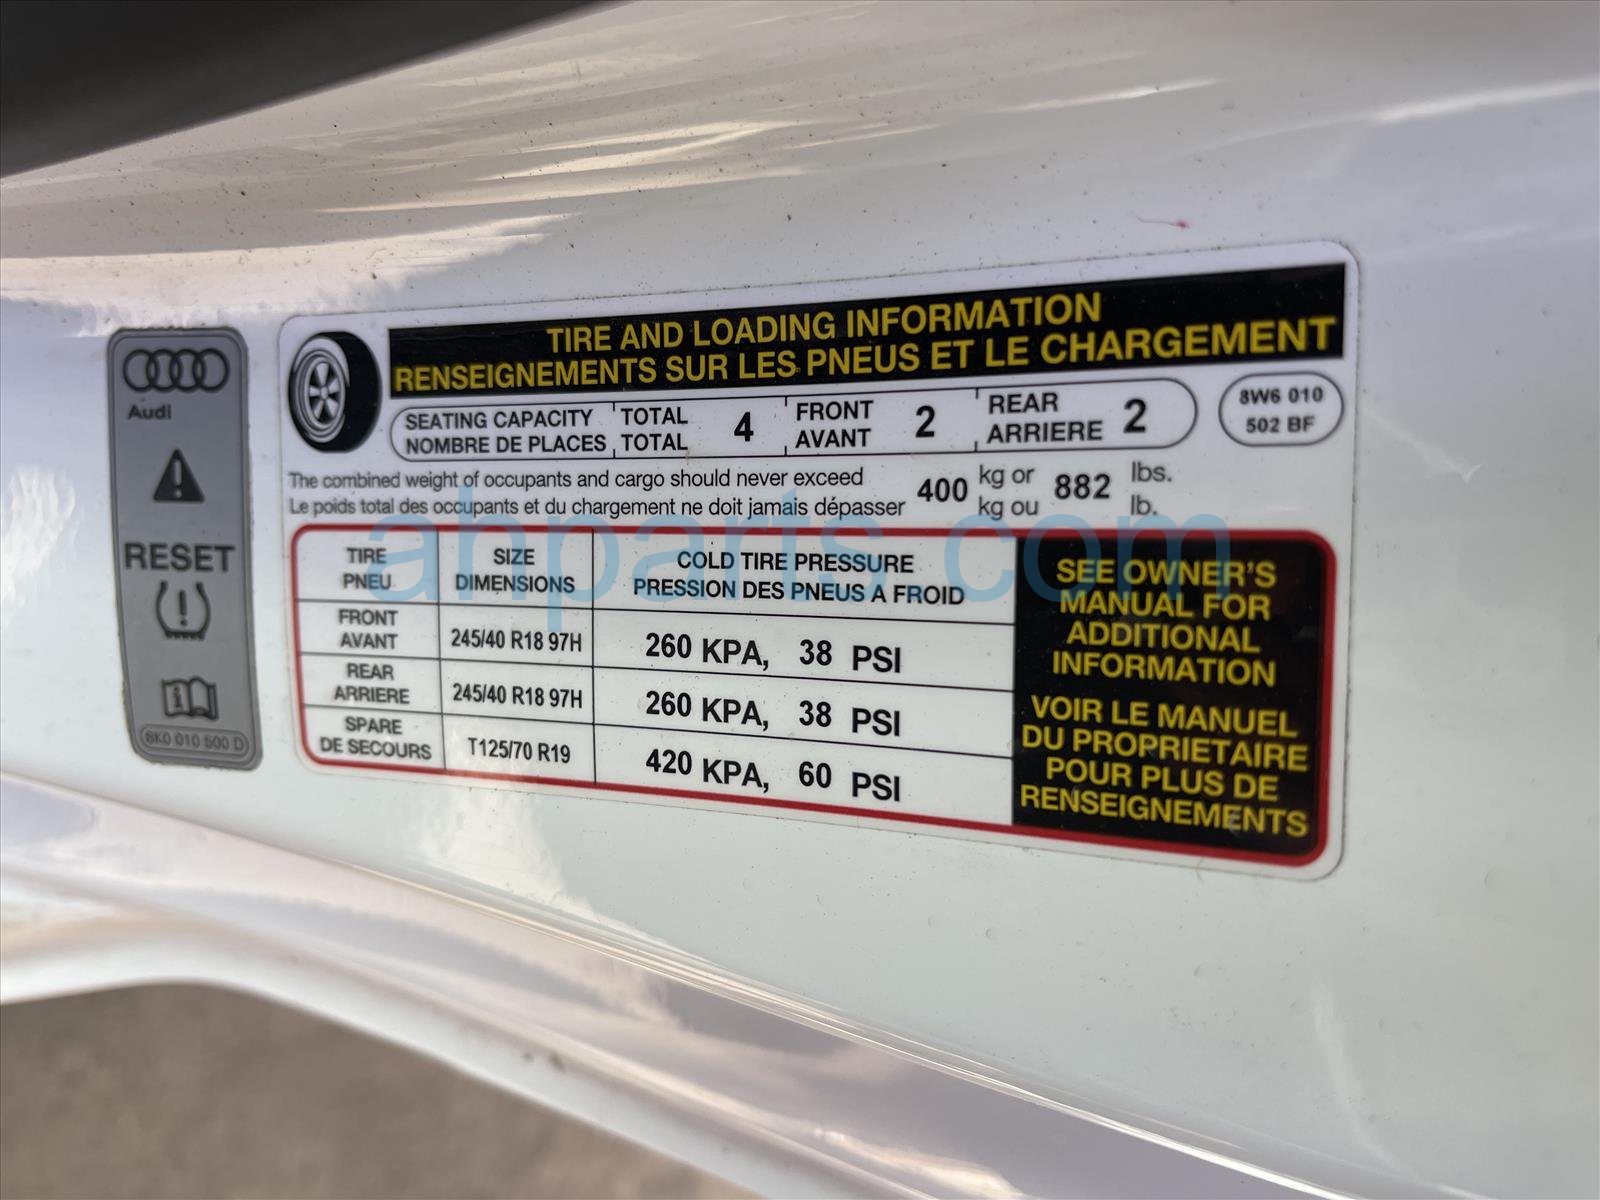 Audi
RESET
8K0 010 500 D
TIRE AND LOADING INFORMATION
RENSEIGNEMENTS SUR LES PNEUS ET LE CHARGEMENT
SEATING CAPACITY TOTAL 4 FRONT 2 REAR 2
NOMBRE DE PLACES TOTAL AVANT ARRIERE
8W6 010
502 BF
The combined weight of occupants and cargo should never exceed 400 kg or 882 lbs.
Le poids total des occupants et du chargement ne doit jamais dépasser kg ou lb.
TIRE SIZE COLD TIRE PRESSURE
PNEU DIMENSIONS PRESSION DES PNEUS A FROID
FRONT
AVANT 245/40 R18 97H 260 KPA, 38 PSI
REAR
ARRIERE 245/40 R18 97H 260 KPA, 38 PSI
SPARE
DE SECOURS T125/70 R19 420 KPA, 60 PSI
SEE OWNER'S
MANUAL FOR
ADDITIONAL
INFORMATION
VOIR LE MANUEL
DU PROPRIETAIRE
POUR PLUS DE
RENSEIGNEMENTS
ahparts.com